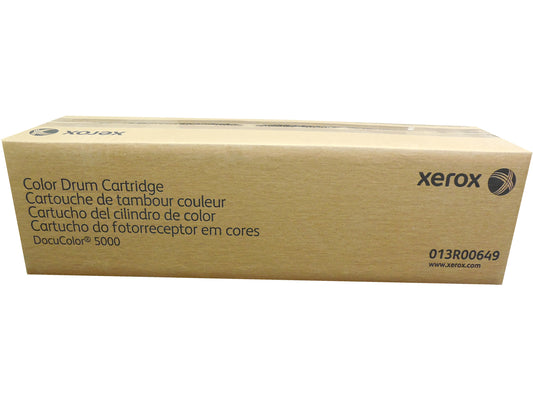 xerox
Color Drum Cartridge
Cartouche de tambour couleur
Cartucho del cilindro de color
Cartucho do fotorreceptor em cores
DocuColor® 5000
xerox
013R00649
www.xerox.com